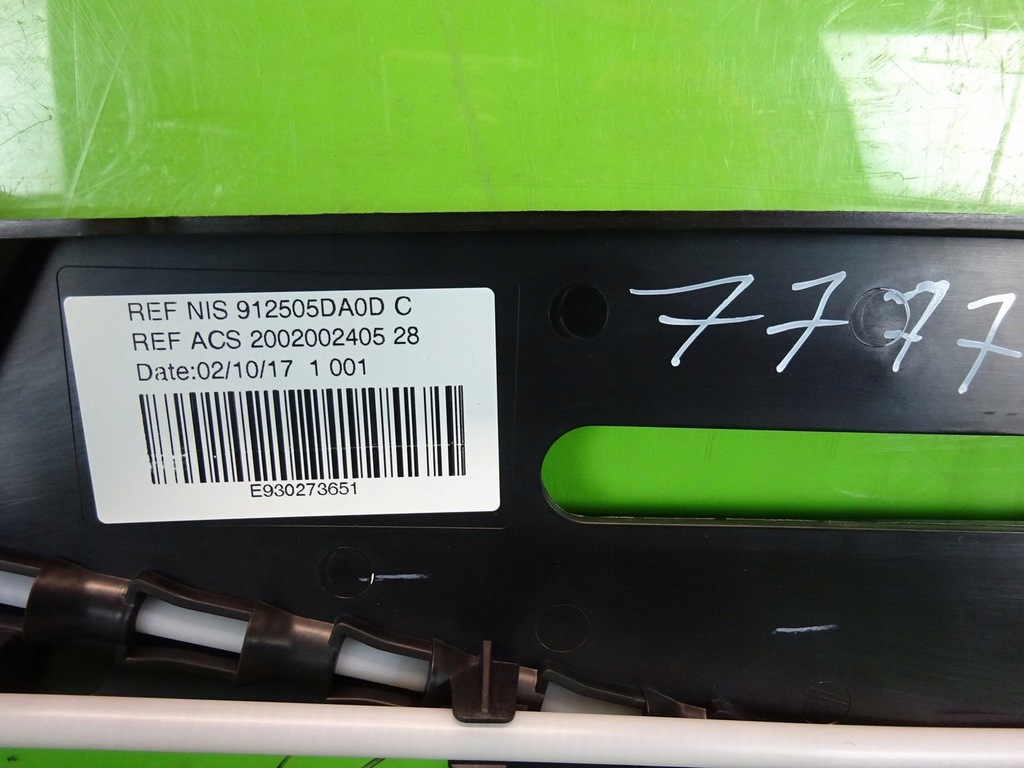 REF NIS 912505DA0D C
REF ACS 2002002405 28
Date:02/10/17 1 001
E930273651
7777